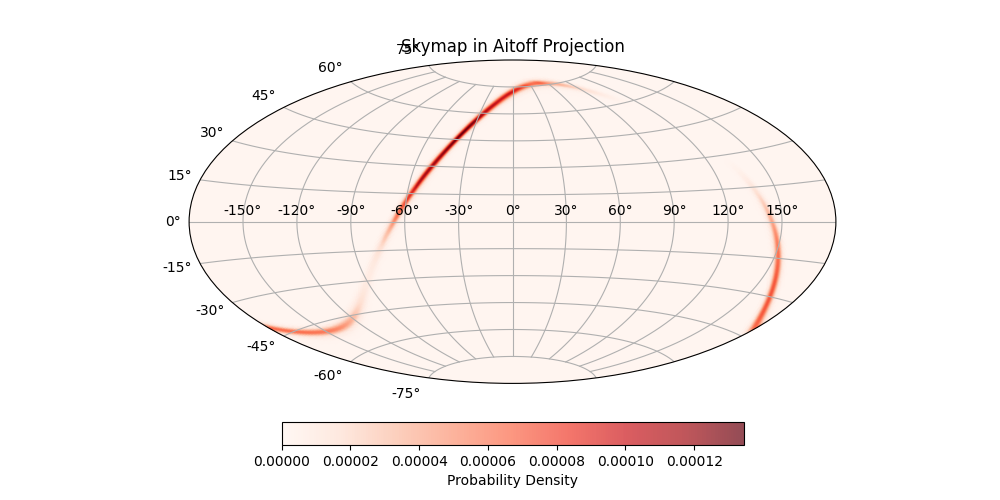 Skymap in Aitoff Projection
75°
60°
45°
30°
15°
-150° -120° -90° -60° -30° 0° 30° 60° 90° 120° 150°
0°
-15°
-30°
-45°
-60°
-75°
0.00000 0.00002 0.00004 0.00006 0.00008 0.00010 0.00012
Probability Density